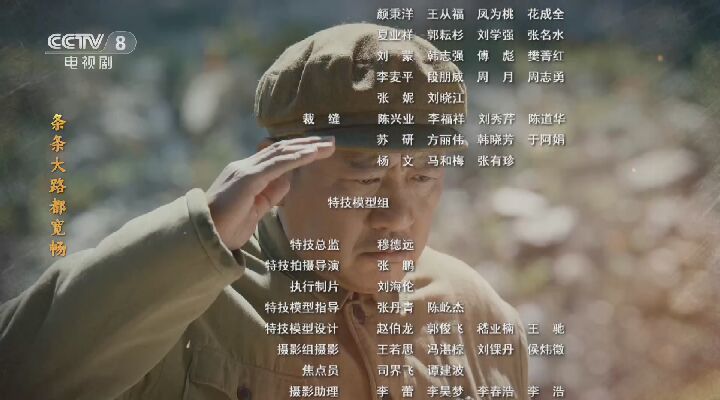 CCTV 8
电视剧
条条大路都宽畅
颜秉洋 王从福 凤为桃 花成全
夏业祥 郭耘杉 刘学强 张名水
刘蒙 韩志强 傅彪 樊菁红
李麦平 段朋威 周月 周志勇
张妮 刘晓江
裁缝 陈兴业 李福祥 刘秀芹 陈道华
苏研 方丽伟 韩晓芳 于阿娟
杨文 马和梅 张有珍
特技模型组
特技总监 穆德远
特技拍摄导演 张鹏
执行制片 刘海伦
特技模型指导 张丹青 陈屹杰
特技模型设计 赵伯龙 郭俊飞 嵇亚楠 王驰
摄影组摄影 王若思 冯湛棕 刘锞丹 侯炜微
焦点员 司界飞 谭建波
摄影助理 李蕾 李昊梦 李春浩 李浩